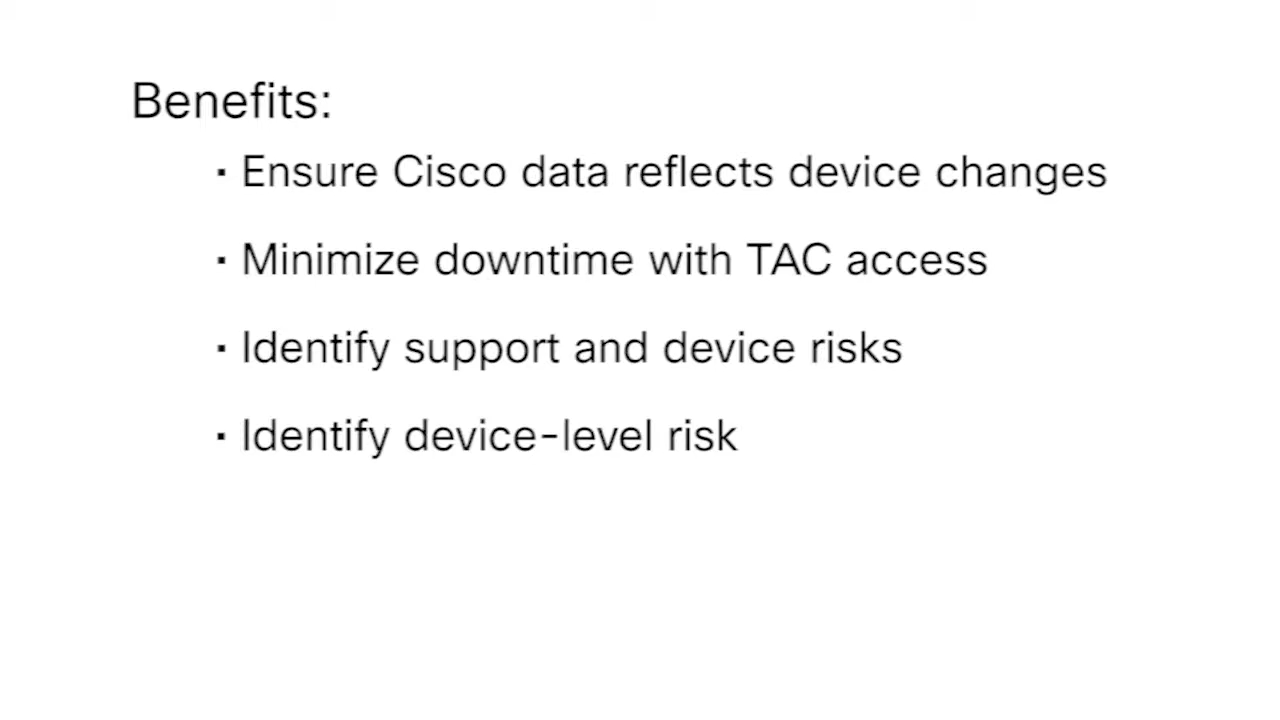 Benefits:
· Ensure Cisco data reflects device changes
· Minimize downtime with TAC access
· Identify support and device risks
· Identify device-level risk